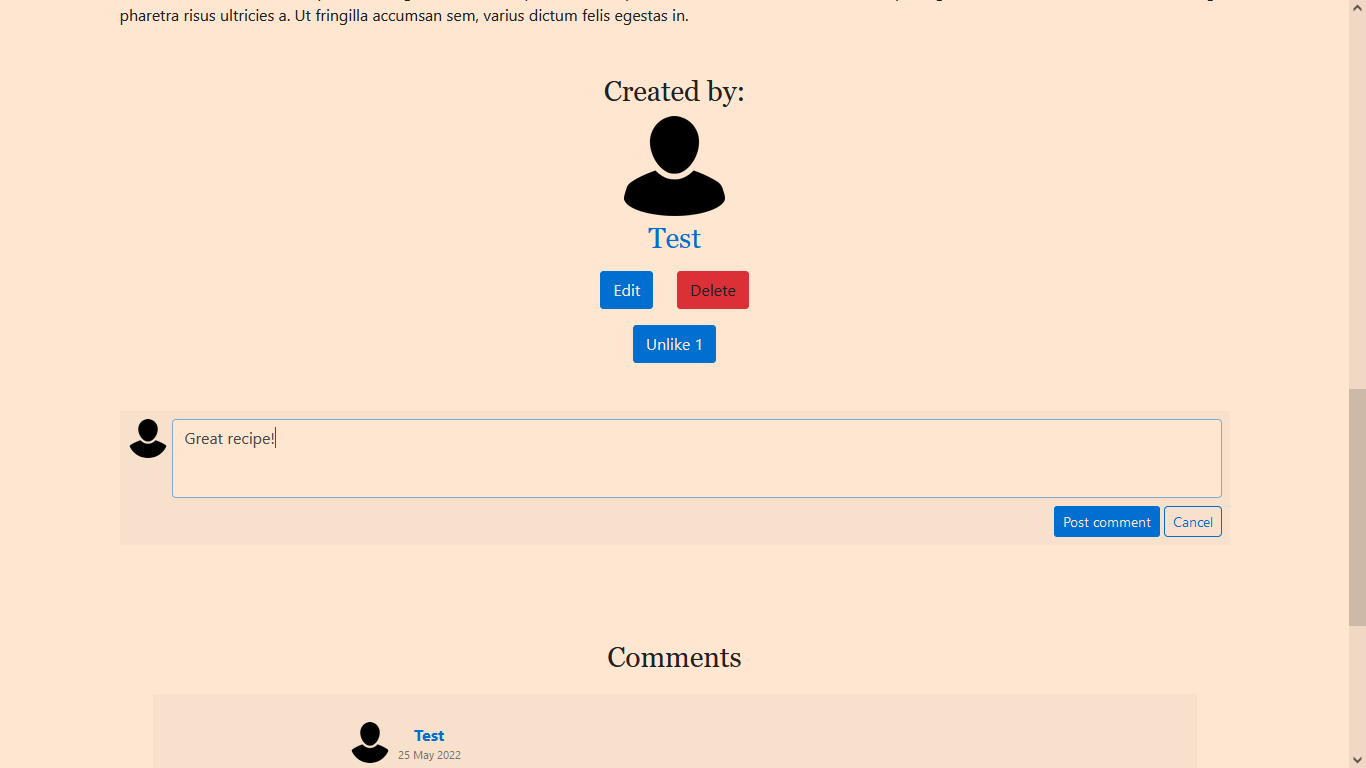 pharetra risus ultricies a. Ut fringilla accumsan sem, varius dictum felis egestas in.
Created by:
Test
Edit
Delete
Unlike 1
Great recipe!
Post comment
Cancel
Comments
Test
25 May 2022